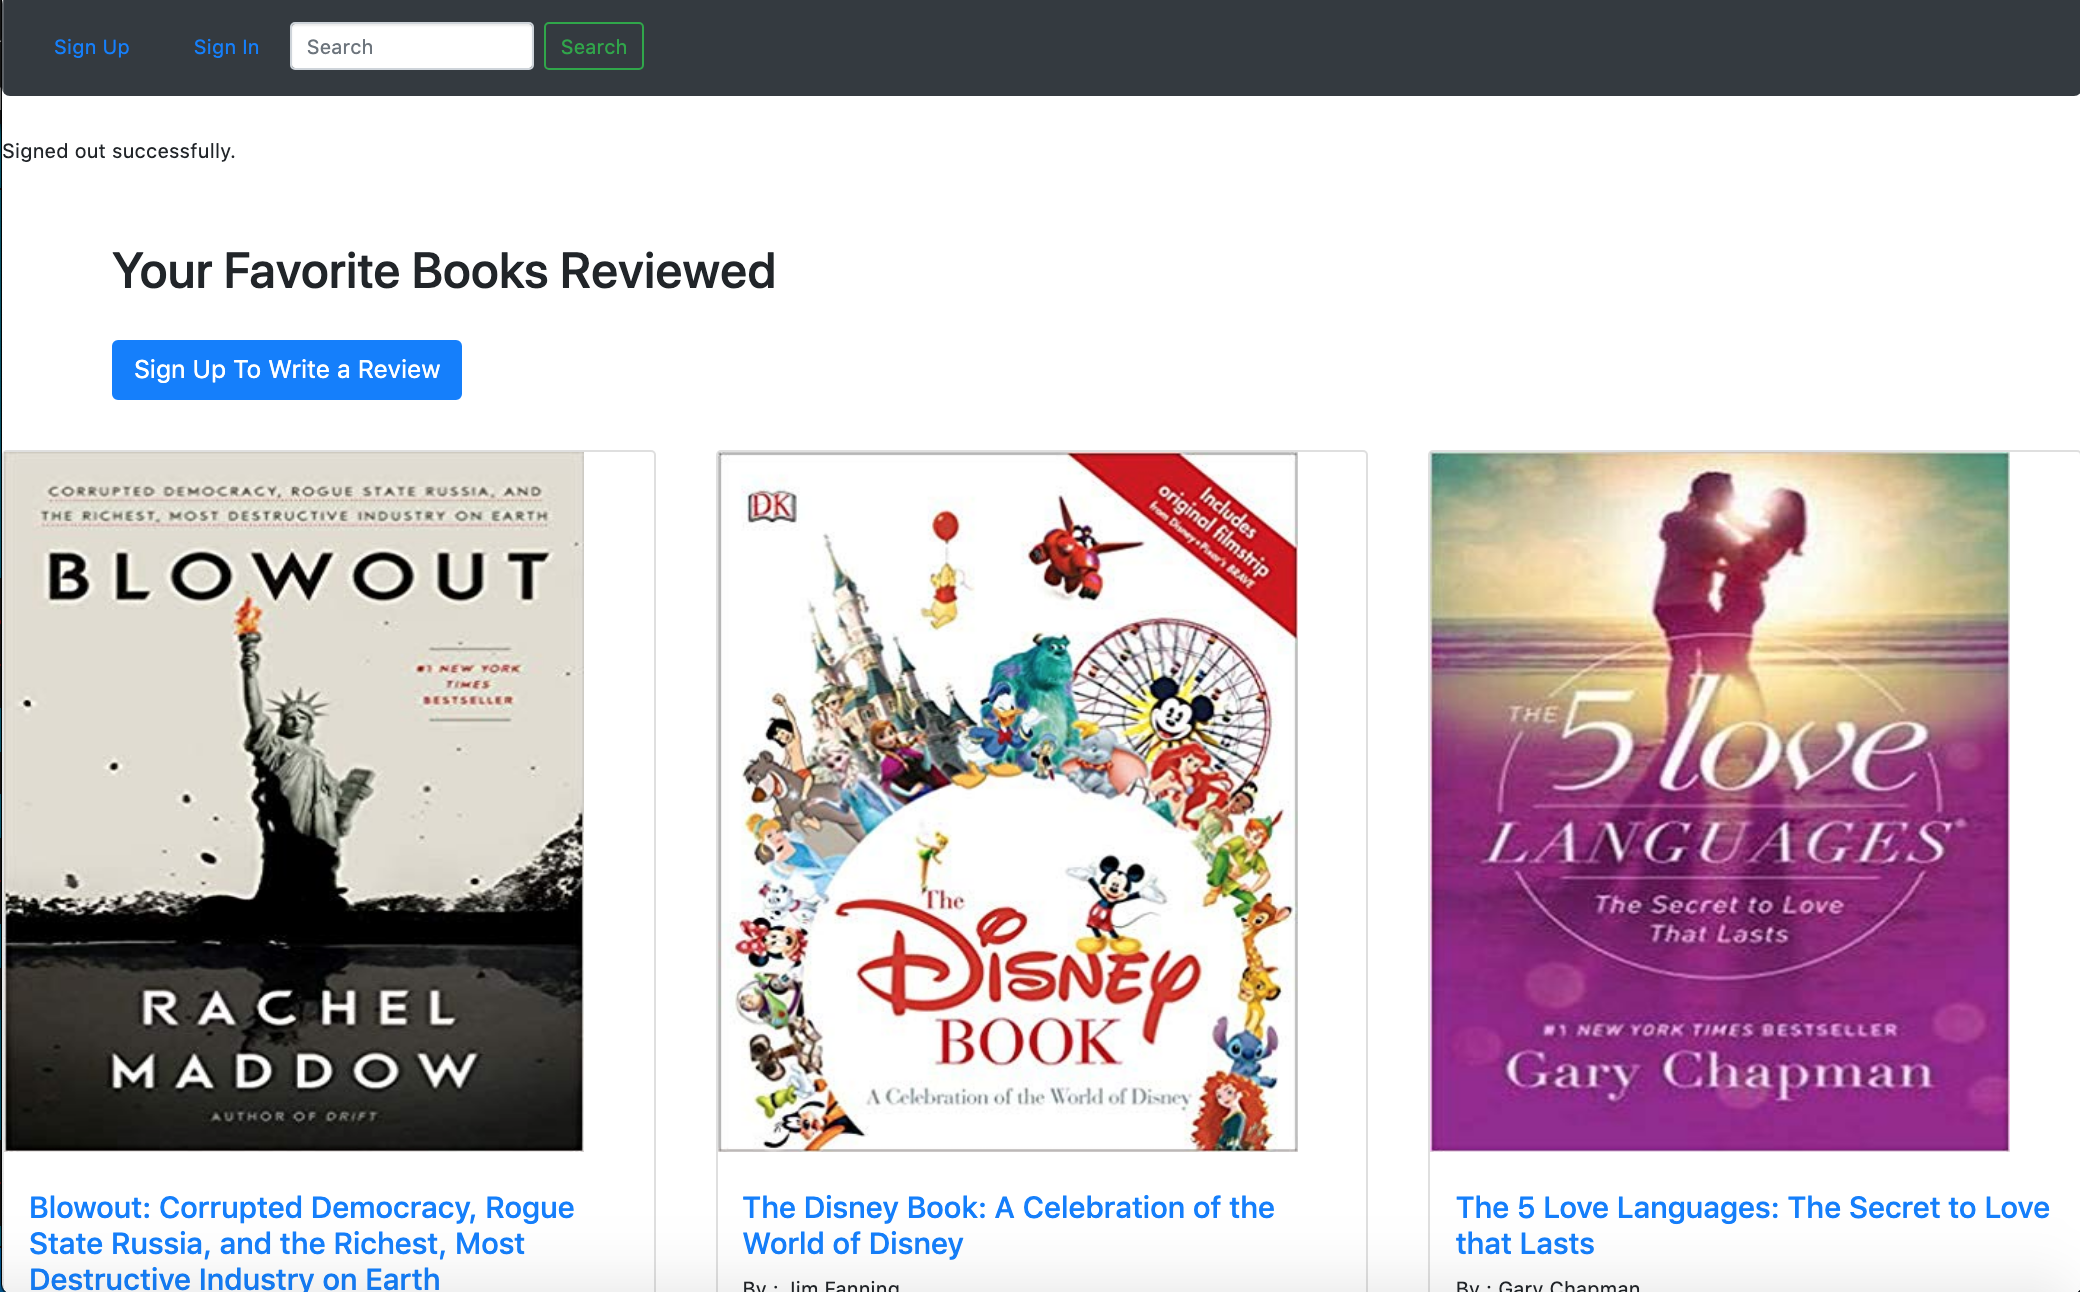 Sign Up
Sign In
Search
Search
Signed out successfully.
Your Favorite Books Reviewed
Sign Up To Write a Review
CORRUPTED DEMOCRACY, ROGUE STATE RUSSIA, AND
THE RICHEST, MOST DESTRUCTIVE INDUSTRY ON EARTH
BLOWOUT
#1 NEW YORK
TIMES
BESTSELLER
RACHEL
MADDOW
AUTHOR OF DRIFT
DK
Includes
original filmstrip
from Disney•Pixar's BRAVE
The
DISNEY
BOOK
A Celebration of the World of Disney
THE
5 love
LANGUAGES®
The Secret to Love
That Lasts
#1 NEW YORK TIMES BESTSELLER
Gary Chapman
Blowout: Corrupted Democracy, Rogue
State Russia, and the Richest, Most
Destructive Industry on Earth
The Disney Book: A Celebration of the
World of Disney
By : Jim Fanning
The 5 Love Languages: The Secret to Love
that Lasts
By : Gary Chapman